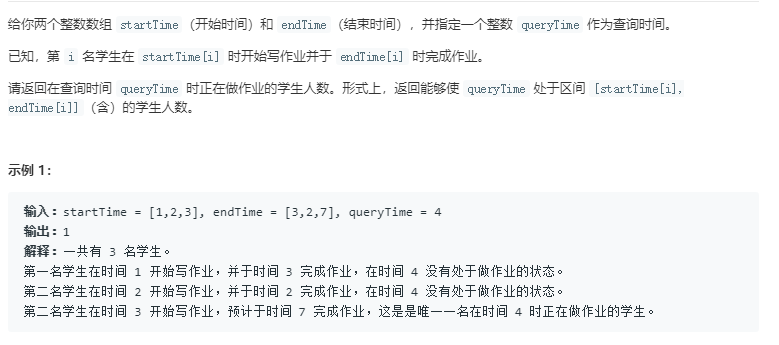 给你两个整数数组 startTime（开始时间）和 endTime（结束时间），并指定一个整数 queryTime 作为查询时间。
已知，第 i 名学生在 startTime[i] 时开始写作业并于 endTime[i] 时完成作业。
请返回在查询时间 queryTime 时正在做作业的学生人数。形式上，返回能够使 queryTime 处于区间 [startTime[i],
endTime[i]]（含）的学生人数。
示例 1：
输入：startTime = [1,2,3], endTime = [3,2,7], queryTime = 4
输出：1
解释：一共有 3 名学生。
第一名学生在时间 1 开始写作业，并于时间 3 完成作业，在时间 4 没有处于做作业的状态。
第二名学生在时间 2 开始写作业，并于时间 2 完成作业，在时间 4 没有处于做作业的状态。
第二名学生在时间 3 开始写作业，预计于时间 7 完成作业，这是是唯一一名在时间 4 时正在做作业的学生。